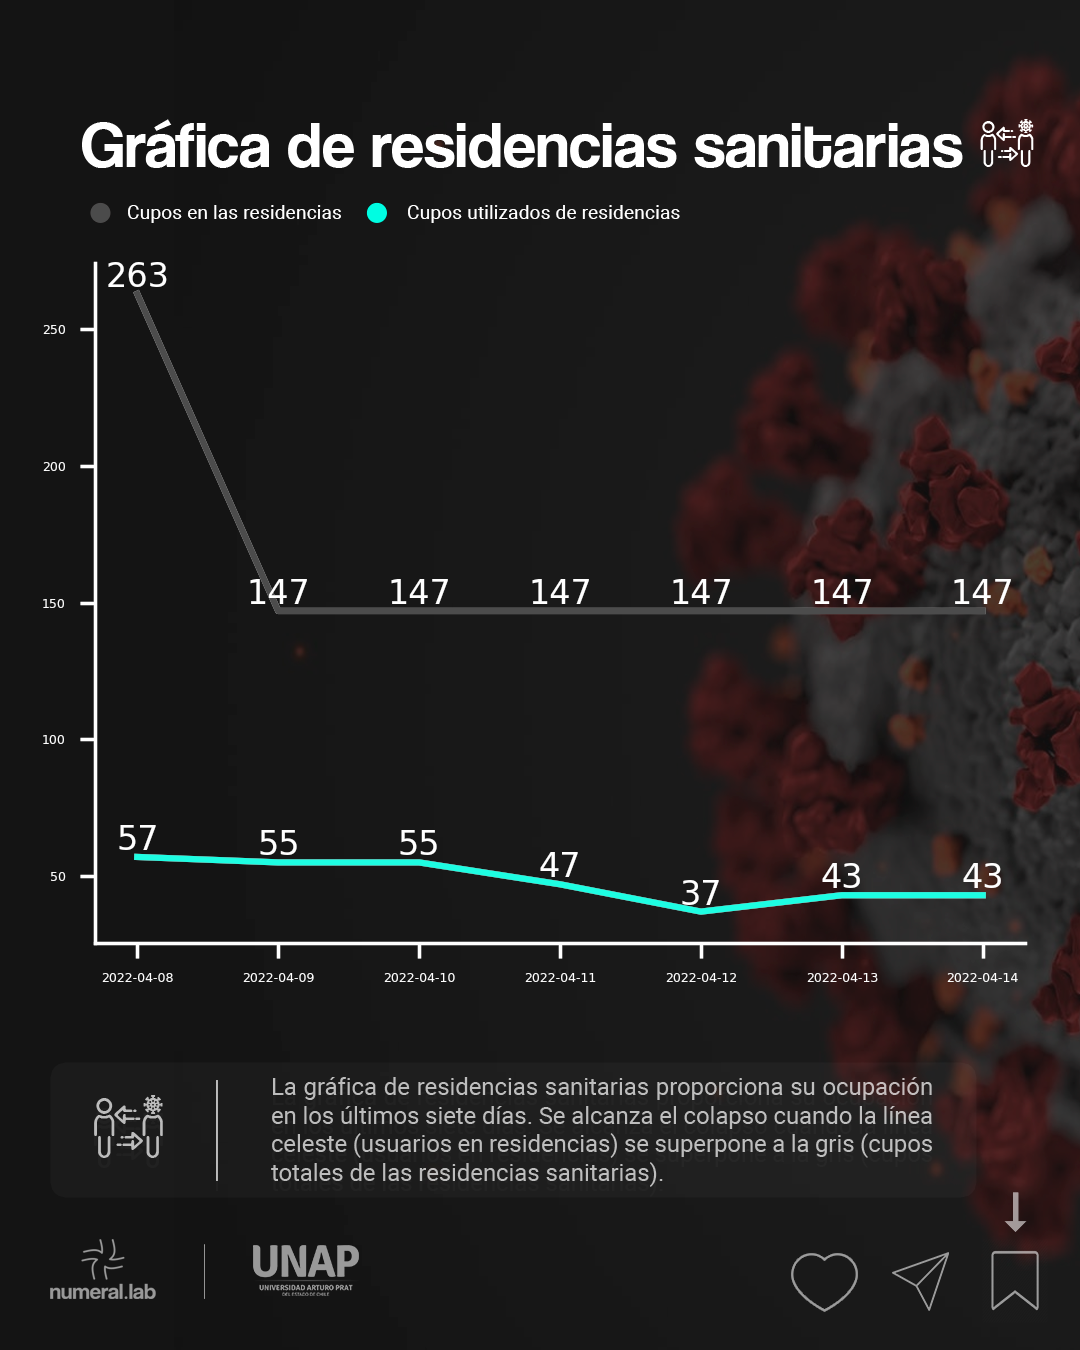 Gráfica de residencias sanitarias
Cupos en las residencias
Cupos utilizados de residencias
263
250
200
147 147 147 147 147 147
150
100
57 55 55 47 37 43 43
50
2022-04-08 2022-04-09 2022-04-10 2022-04-11 2022-04-12 2022-04-13 2022-04-14
La gráfica de residencias sanitarias proporciona su ocupación
en los últimos siete días. Se alcanza el colapso cuando la línea
celeste (usuarios en residencias) se superpone a la gris (cupos
totales de las residencias sanitarias).
numeral.lab
UNAP
UNIVERSIDAD ARTURO PRAT
DEL ESTADO DE CHILE